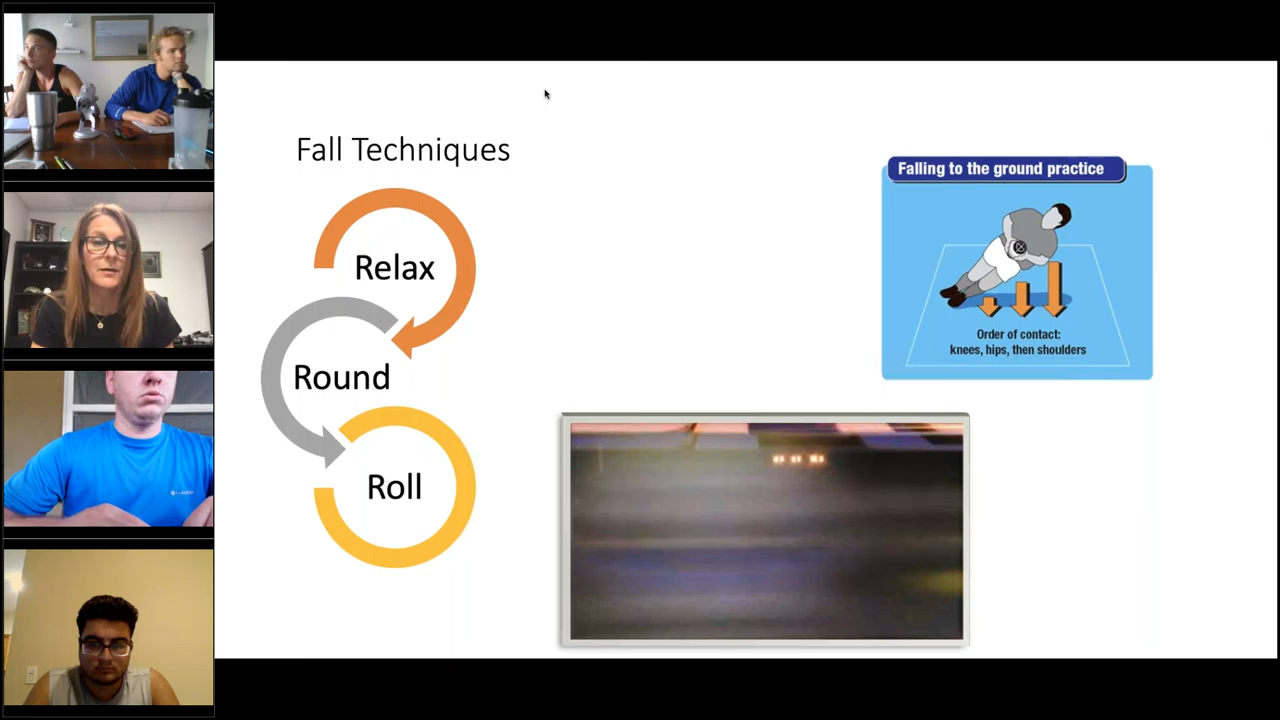 Fall Techniques
Relax
Round
Roll
Falling to the ground practice
Order of contact:
knees, hips, then shoulders